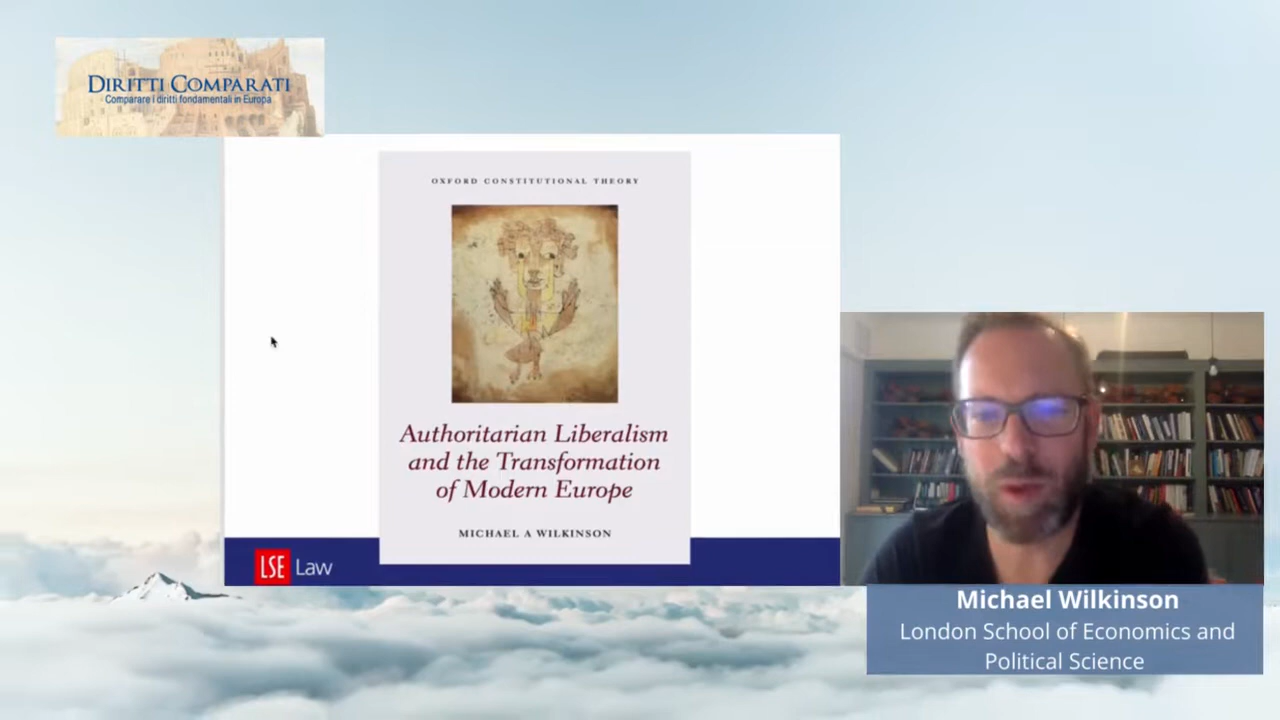 DIRITTI COMPARATI
Comparare i diritti fondamentali in Europa
OXFORD CONSTITUTIONAL THEORY
Authoritarian Liberalism
and the Transformation
of Modern Europe
MICHAEL A WILKINSON
LSE Law
Michael Wilkinson
London School of Economics and
Political Science